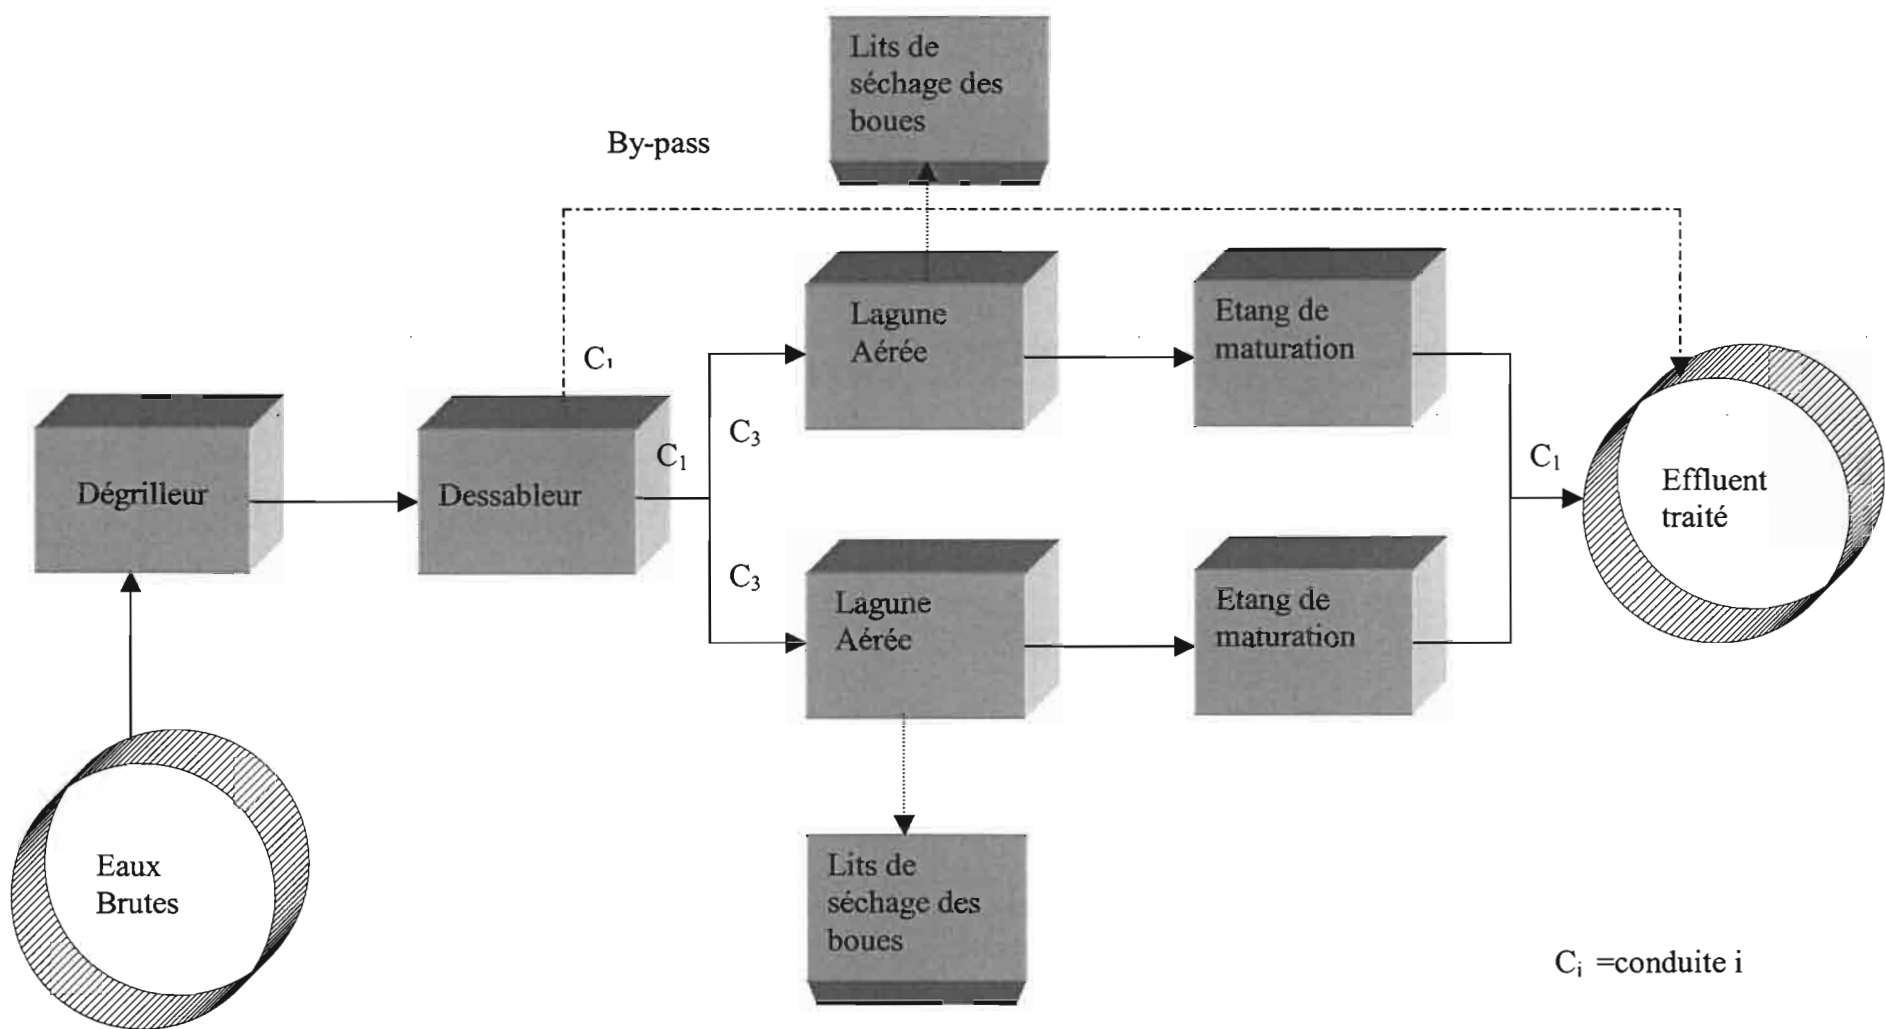 Lits de
séchage des
boues
By-pass
Lagune
Aérée
Etang de
maturation
C₁
C₃
C₁
C₁
Dégrilleur
Dessableur
Effluent
traité
C₃
Lagune
Aérée
Etang de
maturation
Eaux
Brutes
Lits de
séchage des
boues
Cᵢ =conduite i